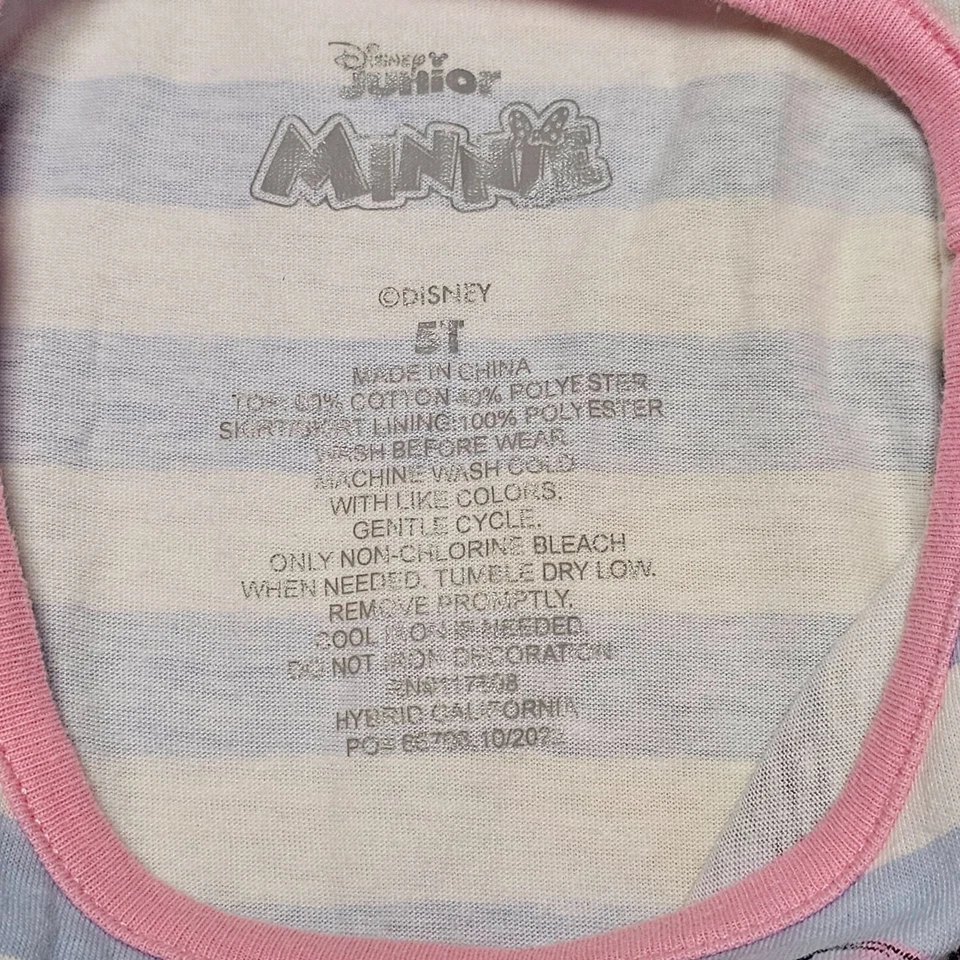 Disney
Junior
MINNIE
©DISNEY
5T
MADE IN CHINA
TOP: 60% COTTON 40% POLYESTER
SKIRT/SKIRT LINING:100% POLYESTER
WASH BEFORE WEAR
MACHINE WASH COLD
WITH LIKE COLORS.
GENTLE CYCLE.
ONLY NON-CHLORINE BLEACH
WHEN NEEDED. TUMBLE DRY LOW.
REMOVE PROMPTLY.
COOL IRON IF NEEDED.
DO NOT IRON DECORATION
HYBRID CALIFORNIA